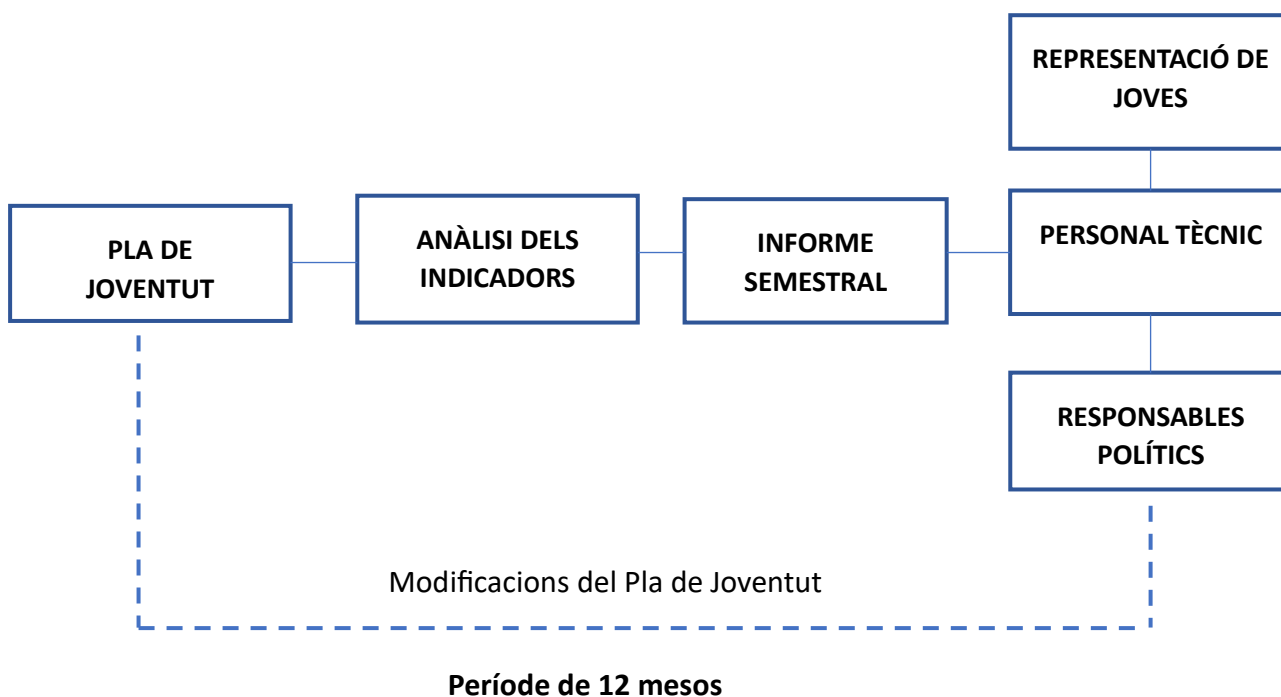 REPRESENTACIÓ DE
JOVES
PLA DE
JOVENTUT
ANÀLISI DELS
INDICADORS
INFORME
SEMESTRAL
PERSONAL TÈCNIC
RESPONSABLES
POLÍTICS
Modificacions del Pla de Joventut
Període de 12 mesos